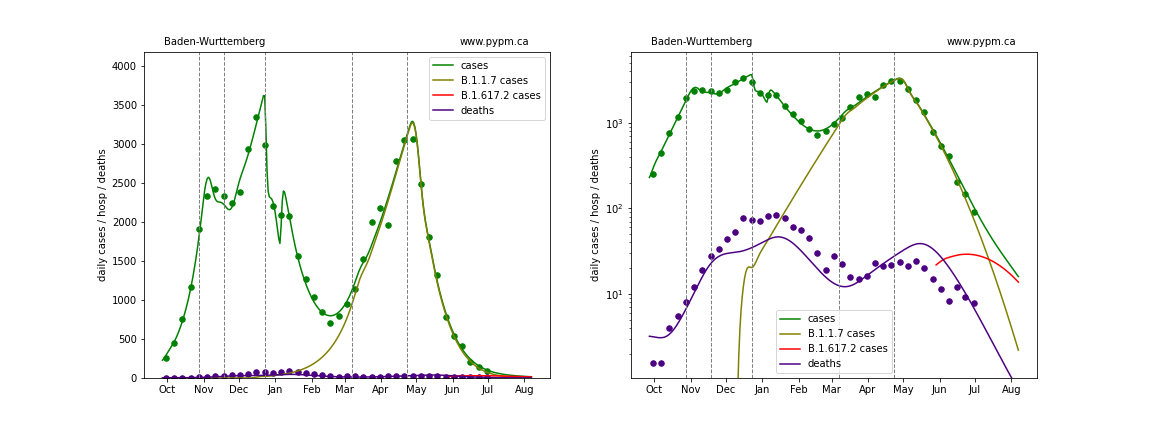 Baden-Wurttemberg www.pypm.ca
daily cases / hosp / deaths
4000
3500
3000
2500
2000
1500
1000
500
0
cases
B.1.1.7 cases
B.1.617.2 cases
deaths
Oct Nov Dec Jan Feb Mar Apr May Jun Jul Aug
Baden-Wurttemberg www.pypm.ca
daily cases / hosp / deaths
10³
10²
10¹
cases
B.1.1.7 cases
B.1.617.2 cases
deaths
Oct Nov Dec Jan Feb Mar Apr May Jun Jul Aug